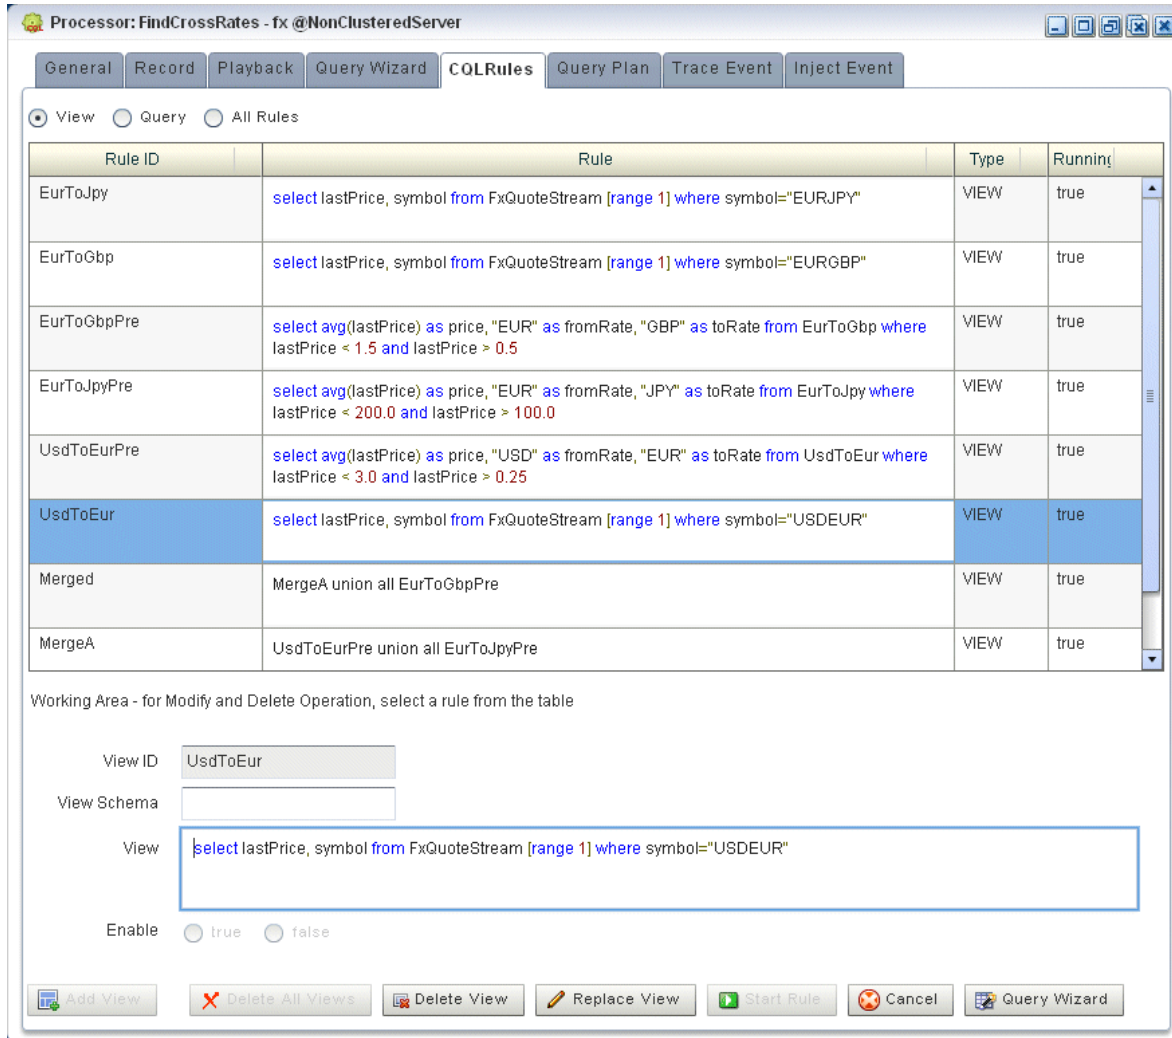 Processor: FindCrossRates - fx @NonClusteredServer
General Record Playback Query Wizard CQLRules Query Plan Trace Event Inject Event
View Query All Rules
Rule ID Rule Type Running
EurToJpy select lastPrice, symbol from FxQuoteStream [range 1] where symbol="EURJPY" VIEW true
EurToGbp select lastPrice, symbol from FxQuoteStream [range 1] where symbol="EURGBP" VIEW true
EurToGbpPre select avg(lastPrice) as price, "EUR" as fromRate, "GBP" as toRate from EurToGbp where VIEW true
lastPrice < 1.5 and lastPrice > 0.5
EurToJpyPre select avg(lastPrice) as price, "EUR" as fromRate, "JPY" as toRate from EurToJpy where VIEW true
lastPrice < 200.0 and lastPrice > 100.0
UsdToEurPre select avg(lastPrice) as price, "USD" as fromRate, "EUR" as toRate from UsdToEur where VIEW true
lastPrice < 3.0 and lastPrice > 0.25
UsdToEur select lastPrice, symbol from FxQuoteStream [range 1] where symbol="USDEUR" VIEW true
Merged MergeA union all EurToGbpPre VIEW true
MergeA UsdToEurPre union all EurToJpyPre VIEW true
Working Area - for Modify and Delete Operation, select a rule from the table
View ID UsdToEur
View Schema
View select lastPrice, symbol from FxQuoteStream [range 1] where symbol="USDEUR"
Enable true false
Add View Delete All Views Delete View Replace View Start Rule Cancel Query Wizard